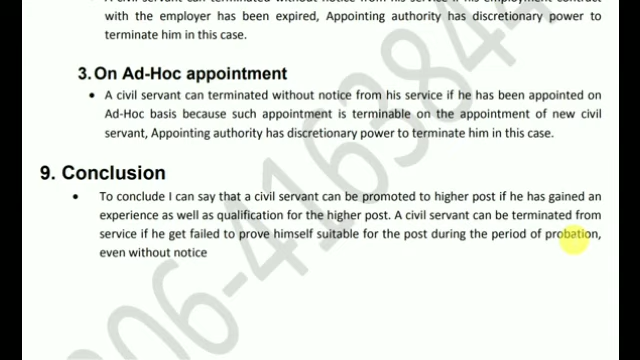 with the employer has been expired, Appointing authority has discretionary power to
terminate him in this case.
3. On Ad-Hoc appointment
• A civil servant can terminated without notice from his service if he has been appointed on
Ad-Hoc basis because such appointment is terminable on the appointment of new civil
servant, Appointing authority has discretionary power to terminate him in this case.
9. Conclusion
• To conclude I can say that a civil servant can be promoted to higher post if he has gained an
experience as well as qualification for the higher post. A civil servant can be terminated from
service if he get failed to prove himself suitable for the post during the period of probation,
even without notice